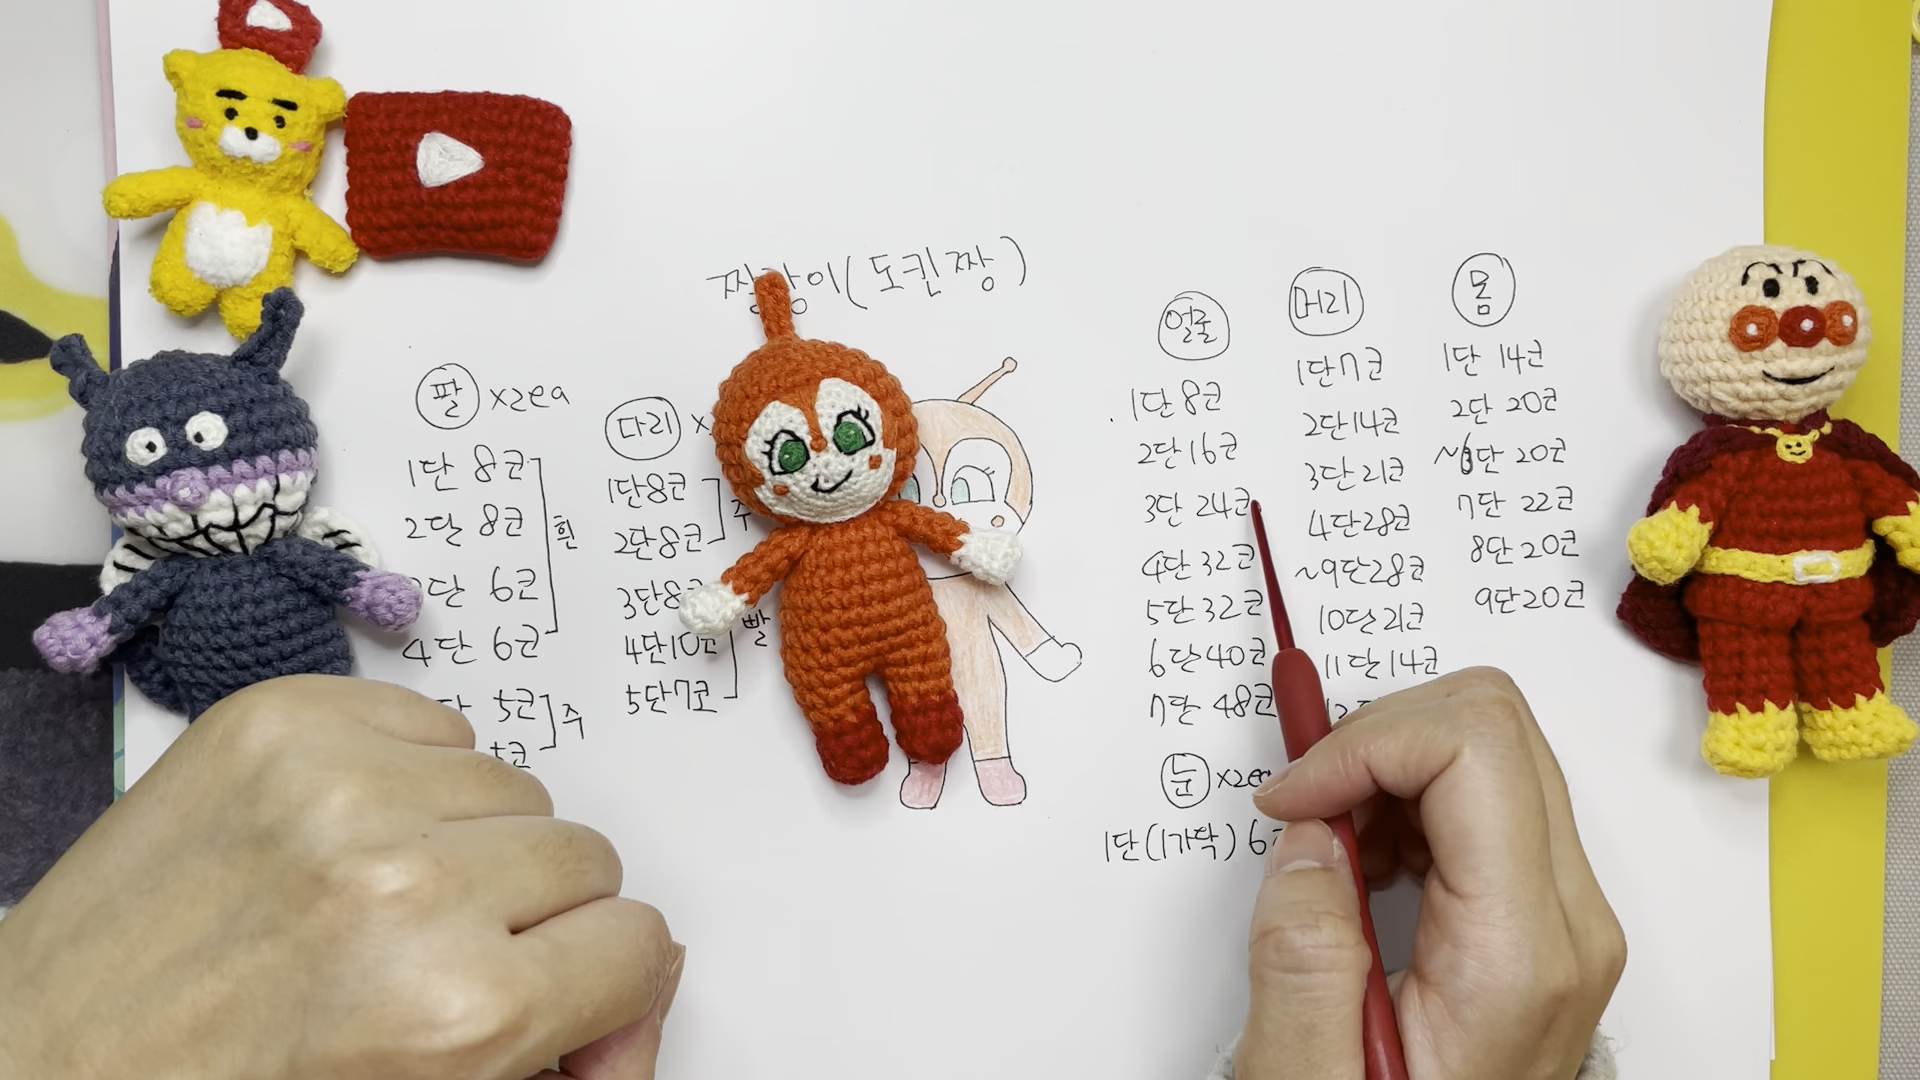 짱이(도킨짱)
팔 x2ea
1단 8코
2단 8코
단 6코
4단 6코
흰
5코
5코
주
다리 x
1단8코
2단8코
주
3단8
4단10코
5단7코
빨
얼굴
1단 8코
2단 16코
3단 24코
4단 32코
5단 32코
6단 40코
7단 48코
눈 x2ea
1단(1가닥) 6
머리
1단 7코
2단 14코
3단 21코
4단 28코
~9단 28코
10단 21코
11단 14코
몸
1단 14코
2단 20코
~6단 20코
7단 22코
8단 20코
9단 20코